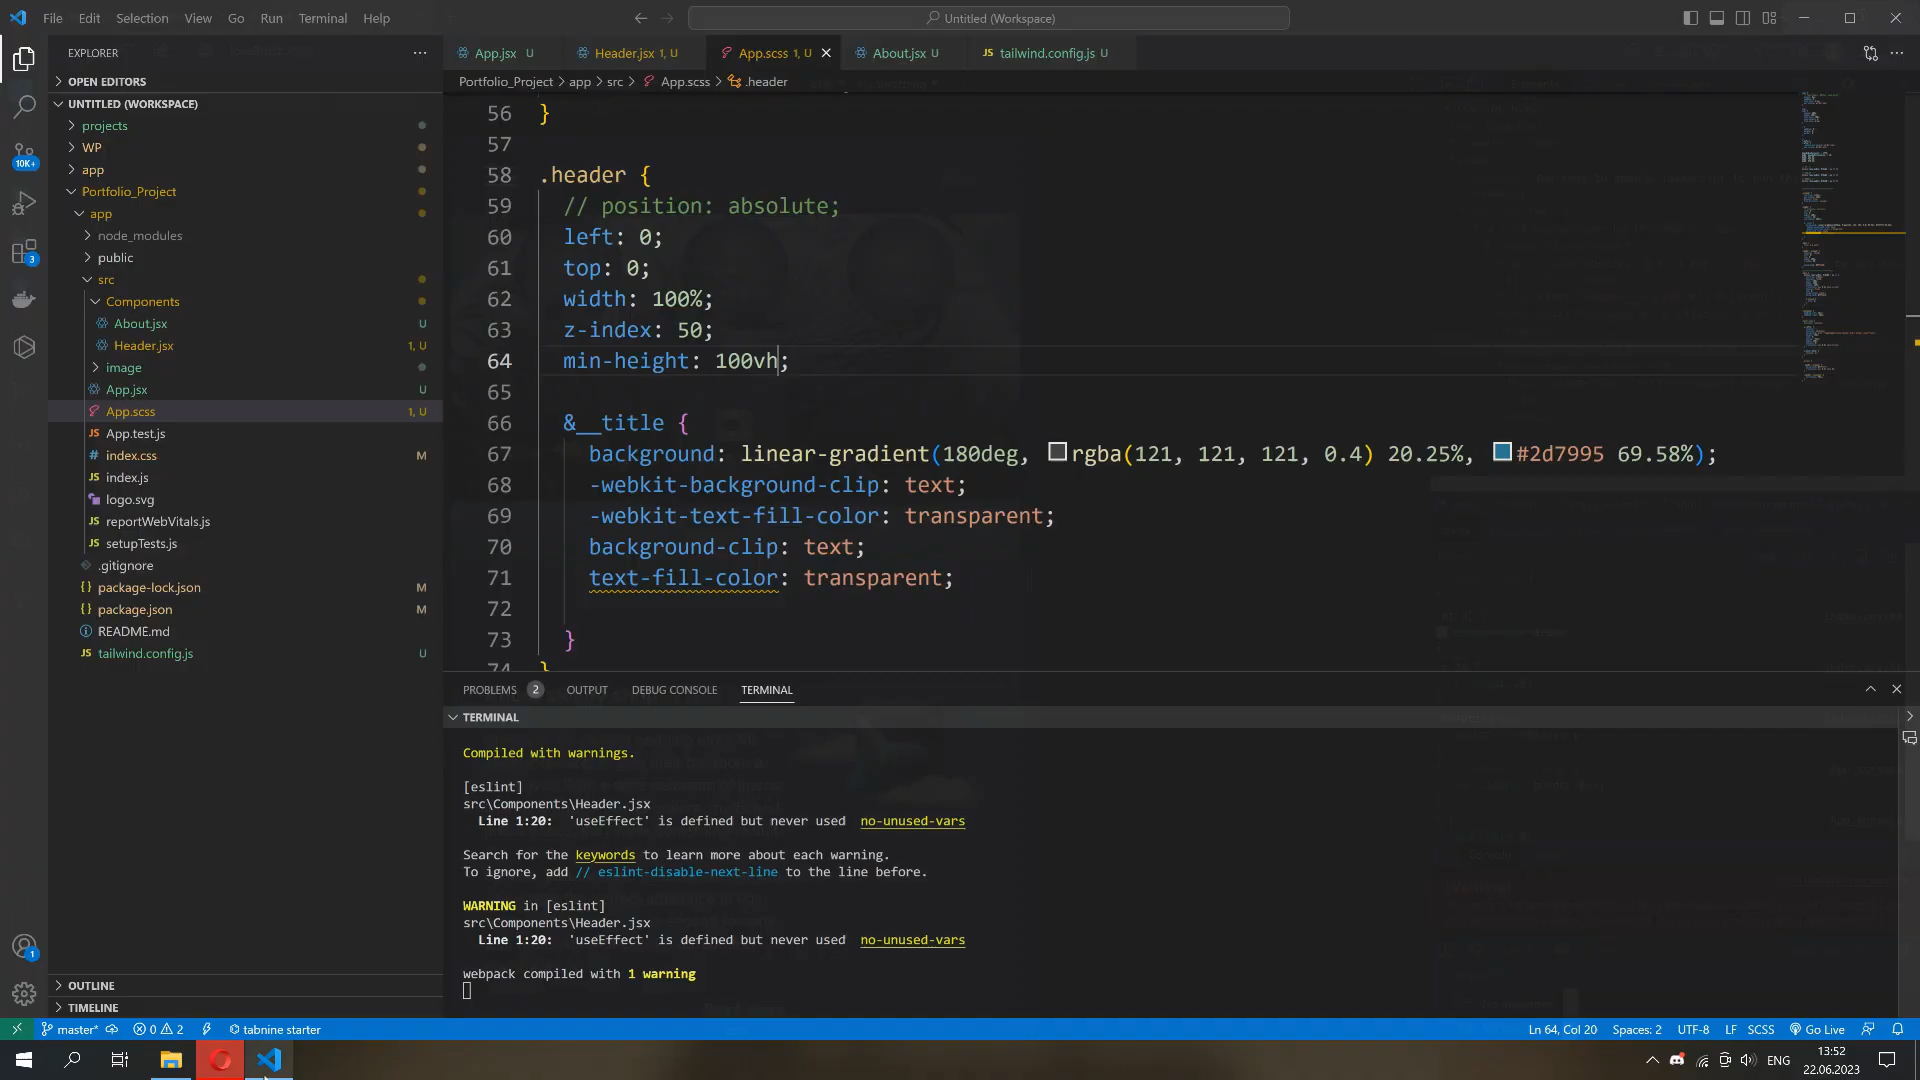 File Edit Selection View Go Run Terminal Help
Untitled (Workspace)
EXPLORER
App.jsx U
Header.jsx 1, U
App.scss 1, U
About.jsx U
JS tailwind.config.js U
OPEN EDITORS
Portfolio_Project > app > src > App.scss > .header
UNTITLED (WORKSPACE)
projects
WP
app
Portfolio_Project
app
node_modules
public
src
Components
About.jsx U
Header.jsx 1, U
image
App.jsx U
App.scss 1, U
JS App.test.js
# index.css M
JS index.js
logo.svg
JS reportWebVitals.js
JS setupTests.js
.gitignore
{} package-lock.json M
{} package.json M
README.md
JS tailwind.config.js U
OUTLINE
TIMELINE
10K+
3
1
56 }
57
58 .header {
59 // position: absolute;
60 left: 0;
61 top: 0;
62 width: 100%;
63 z-index: 50;
64 min-height: 100vh;
65
66 &__title {
67 background: linear-gradient(180deg, rgba(121, 121, 121, 0.4) 20.25%, #2d7995 69.58%);
68 -webkit-background-clip: text;
69 -webkit-text-fill-color: transparent;
70 background-clip: text;
71 text-fill-color: transparent;
72
73 }
74 }
PROBLEMS 2 OUTPUT DEBUG CONSOLE TERMINAL
TERMINAL
Compiled with warnings.
[eslint]
src\Components\Header.jsx
Line 1:20: 'useEffect' is defined but never used no-unused-vars
Search for the keywords to learn more about each warning.
To ignore, add // eslint-disable-next-line to the line before.
WARNING in [eslint]
src\Components\Header.jsx
Line 1:20: 'useEffect' is defined but never used no-unused-vars
webpack compiled with 1 warning
master* 0 2 tabnine starter
Ln 64, Col 20 Spaces: 2 UTF-8 LF SCSS Go Live
ENG
13:52
22.06.2023